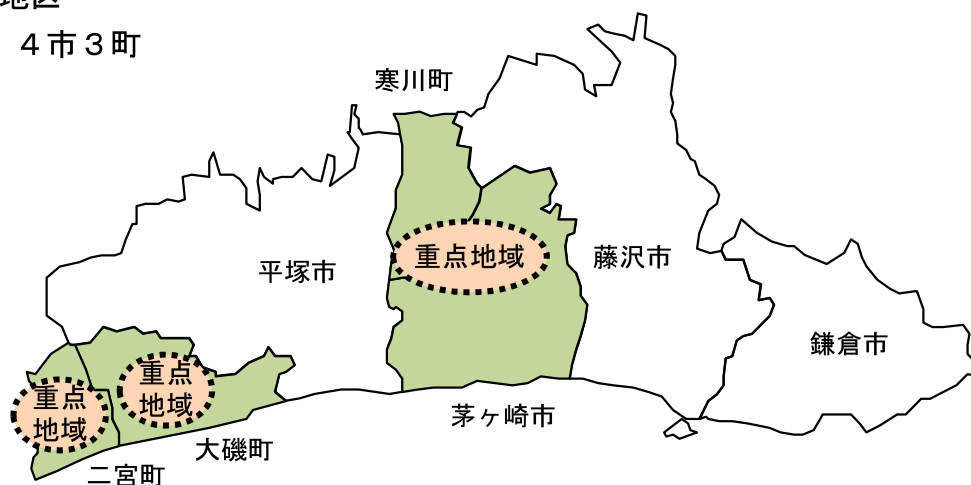 地区
４市３町
寒川町
重点地域
藤沢市
平塚市
鎌倉市
重点
地域
重点
地域
茅ヶ崎市
大磯町
二宮町